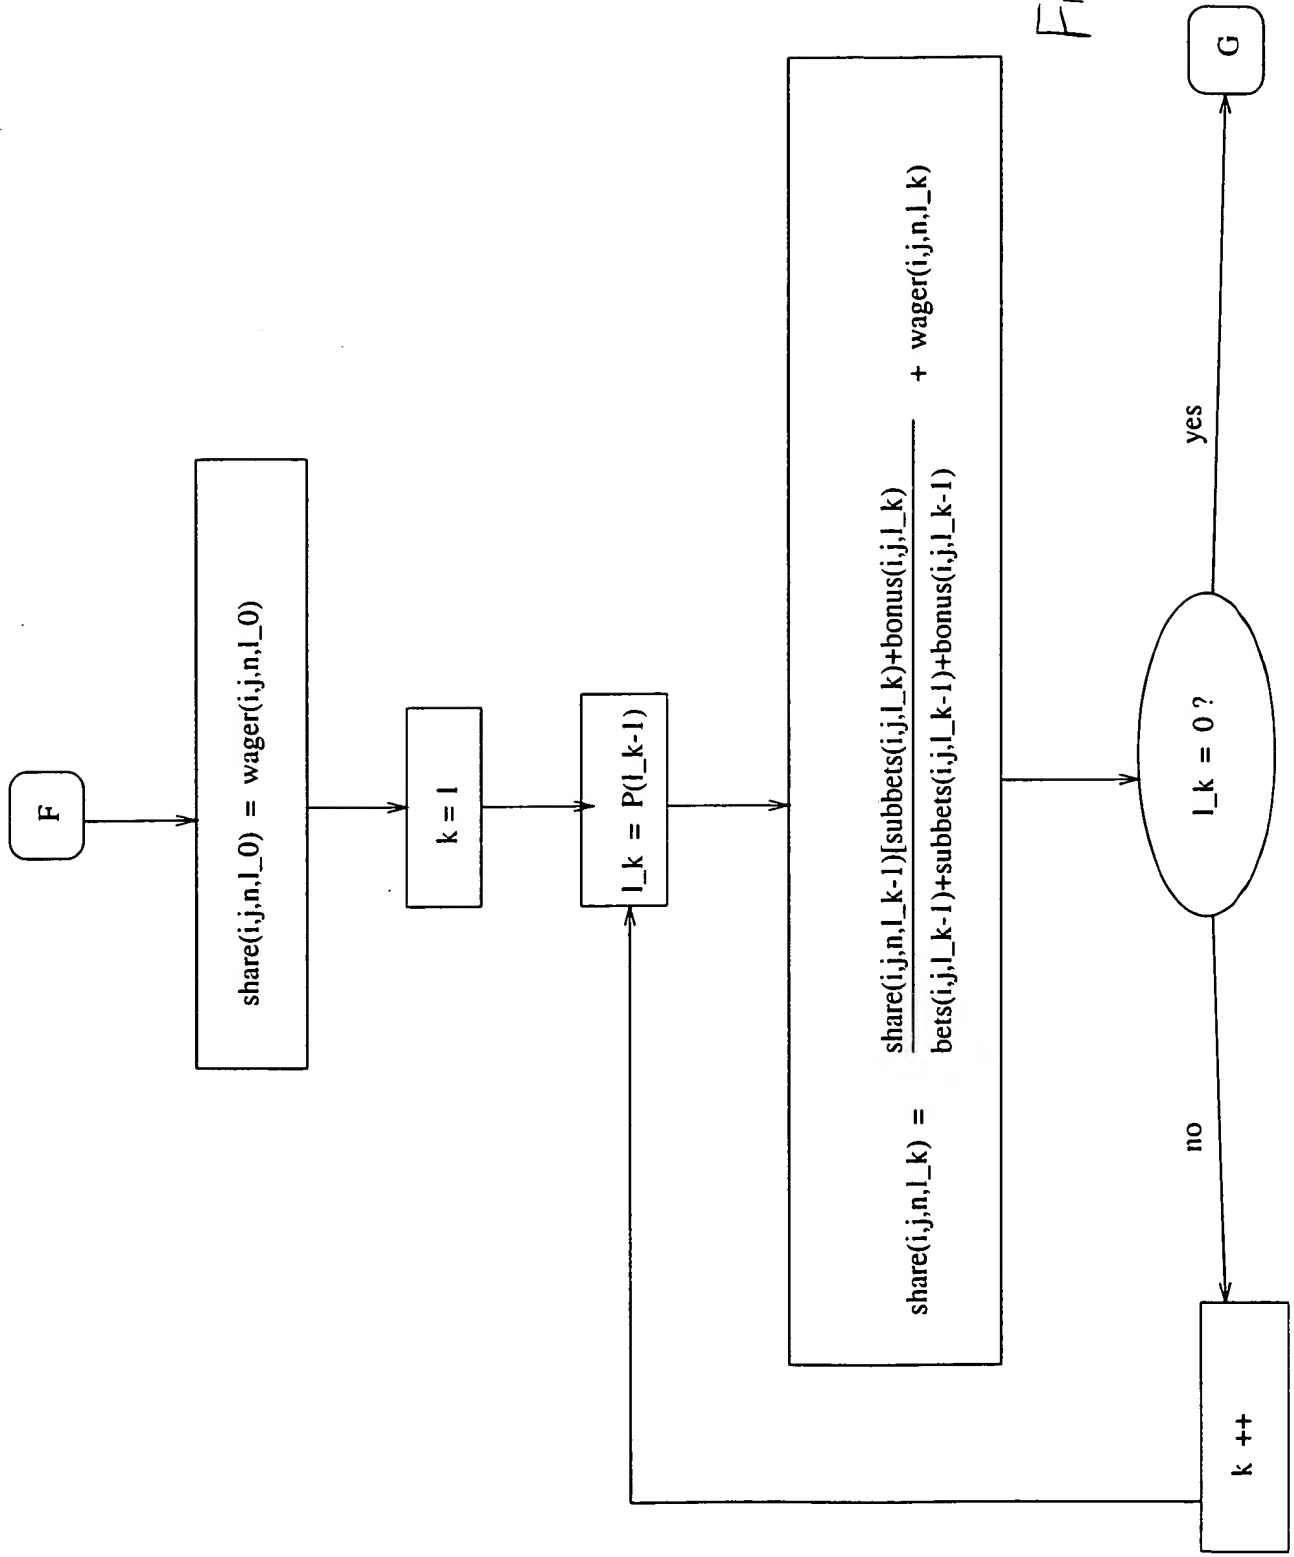 F
share(i,j,n,l_0) = wager(i,j,n,l_0)
k = 1
l_k = P(l_k-1)
share(i,j,n,l_k) = share(i,j,n,l_k-1)[subbets(i,j,l_k)+bonus(i,j,l_k) + wager(i,j,n,l_k)
bets(i,j,l_k-1)+subbets(i,j,l_k-1)+bonus(i,j,l_k-1)
l_k = 0 ?
no
yes
k ++
G